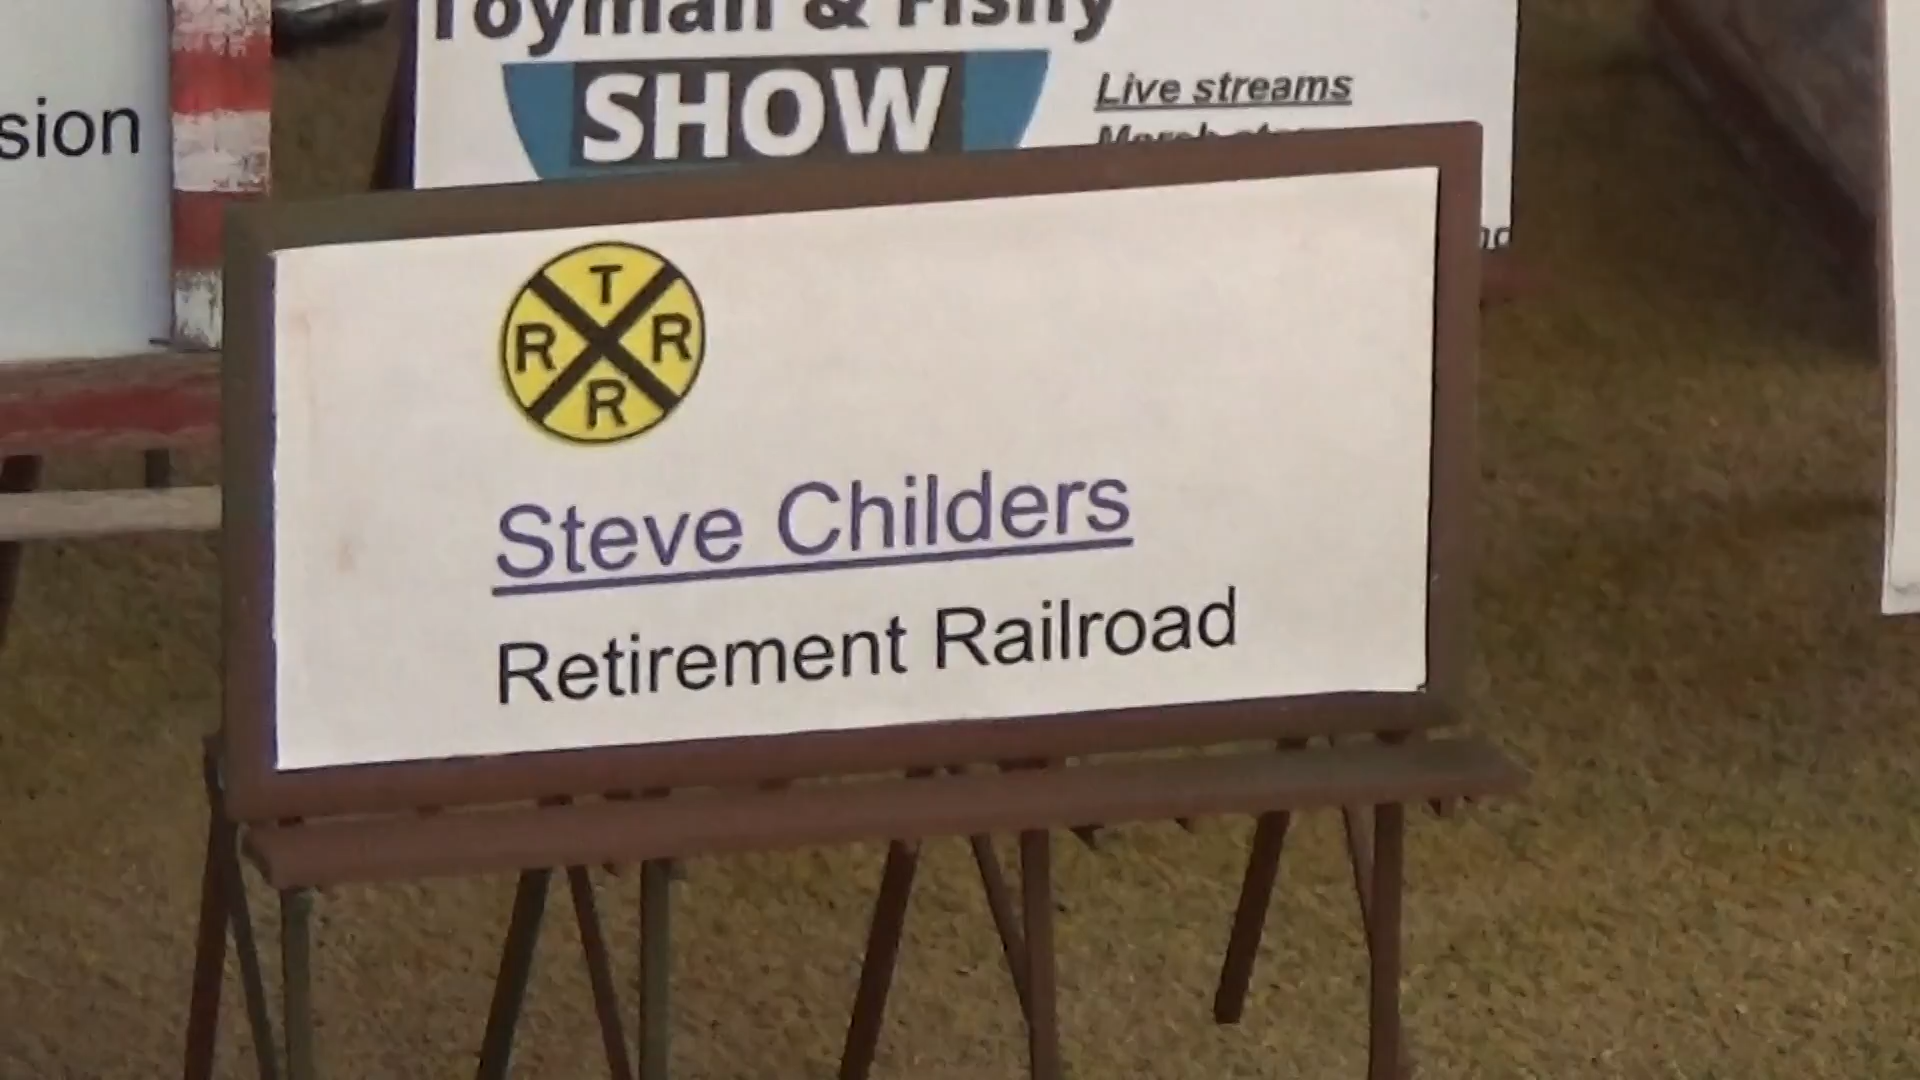 Toyman & Fishy
SHOW
Live streams
sion
T
R R
R
Steve Childers
Retirement Railroad